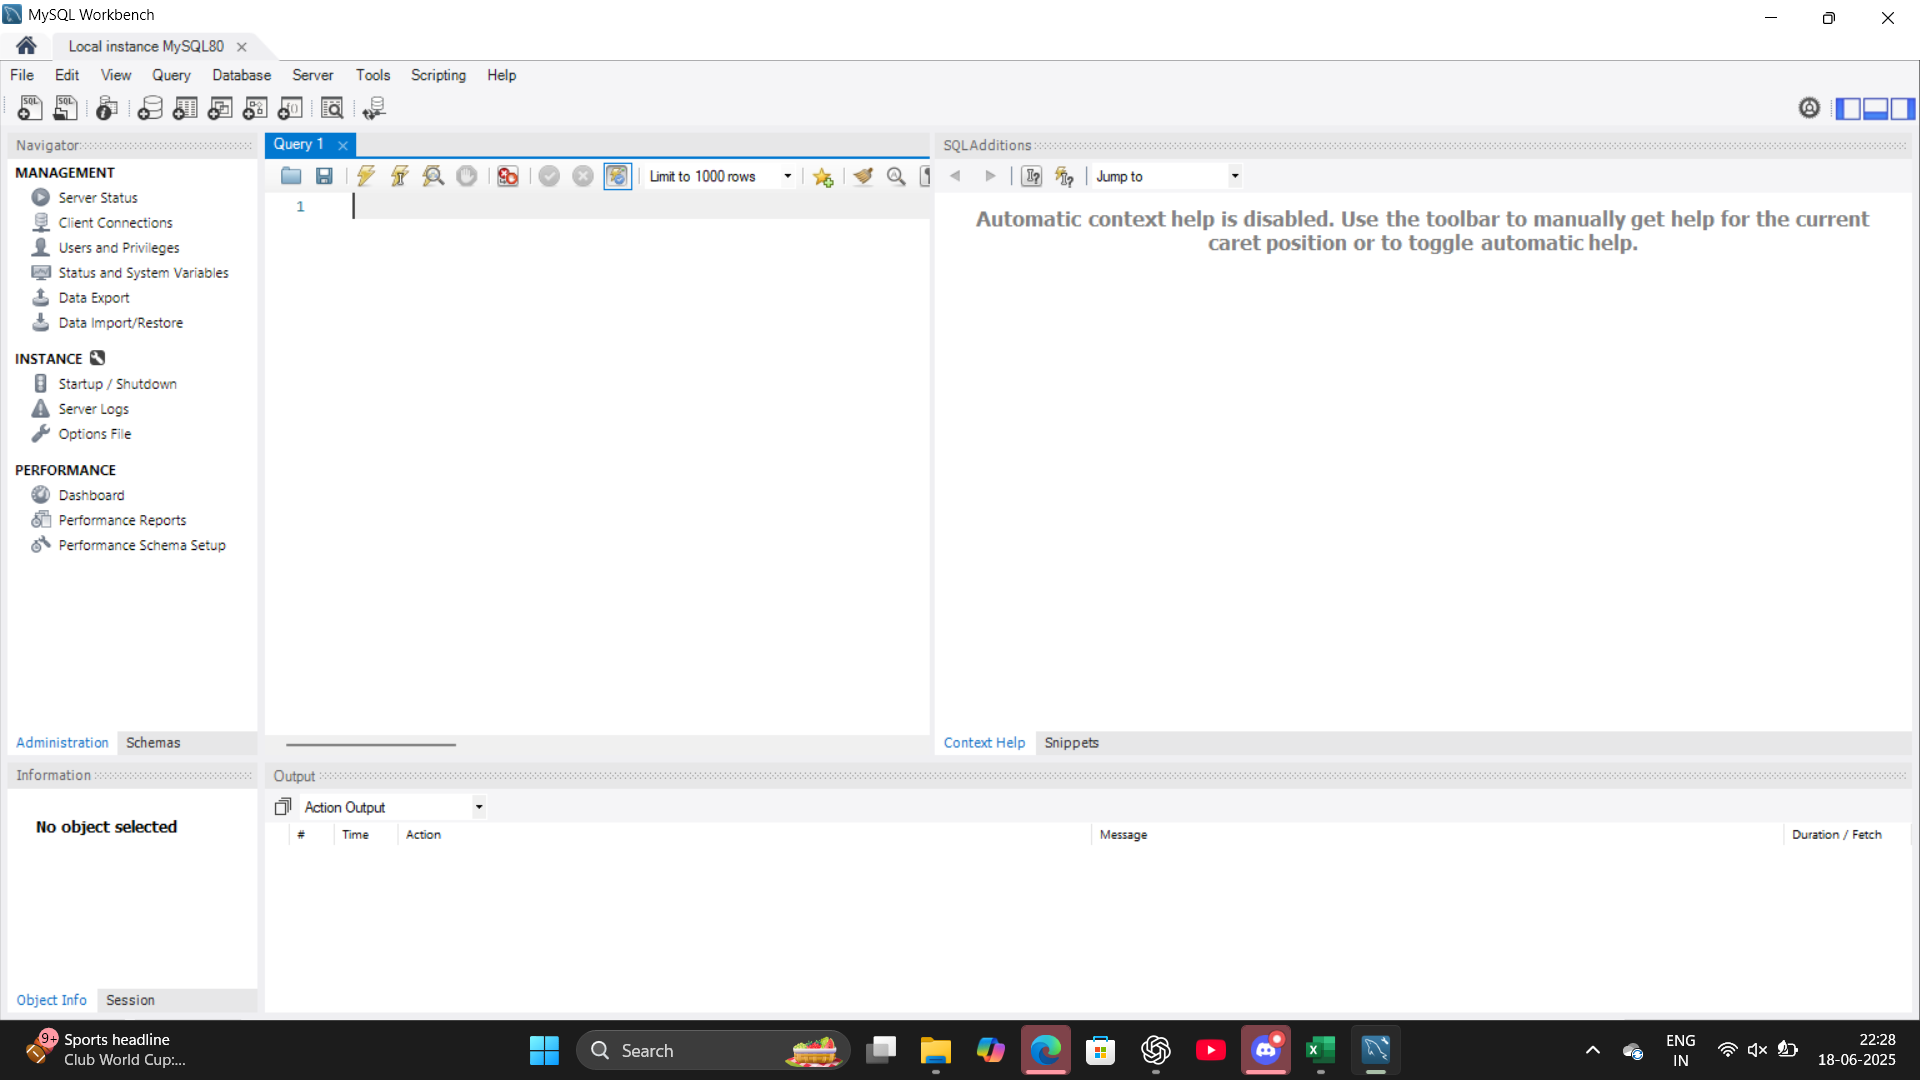 MySQL Workbench
Local instance MySQL80
File Edit View Query Database Server Tools Scripting Help
Navigator
MANAGEMENT
Server Status
Client Connections
Users and Privileges
Status and System Variables
Data Export
Data Import/Restore
INSTANCE
Startup / Shutdown
Server Logs
Options File
PERFORMANCE
Dashboard
Performance Reports
Performance Schema Setup
Administration Schemas
Query 1
Limit to 1000 rows
1
SQLAdditions
Jump to
Automatic context help is disabled. Use the toolbar to manually get help for the current
caret position or to toggle automatic help.
Context Help Snippets
Information
No object selected
Object Info Session
Output
Action Output
# Time Action Message Duration / Fetch
9+
Sports headline
Club World Cup:...
Search
ENG
IN
22:28
18-06-2025